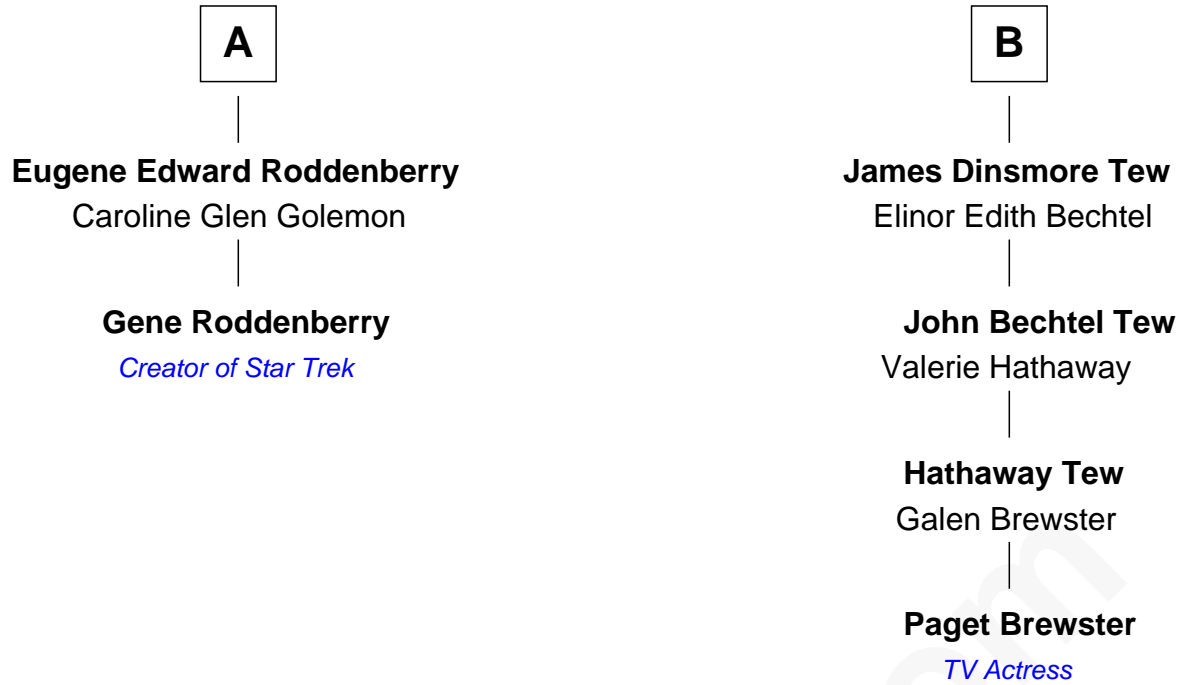 A
Eugene Edward Roddenberry
Caroline Glen Golemon
Gene Roddenberry
Creator of Star Trek
B
James Dinsmore Tew
Elinor Edith Bechtel
John Bechtel Tew
Valerie Hathaway
Hathaway Tew
Galen Brewster
Paget Brewster
TV Actress